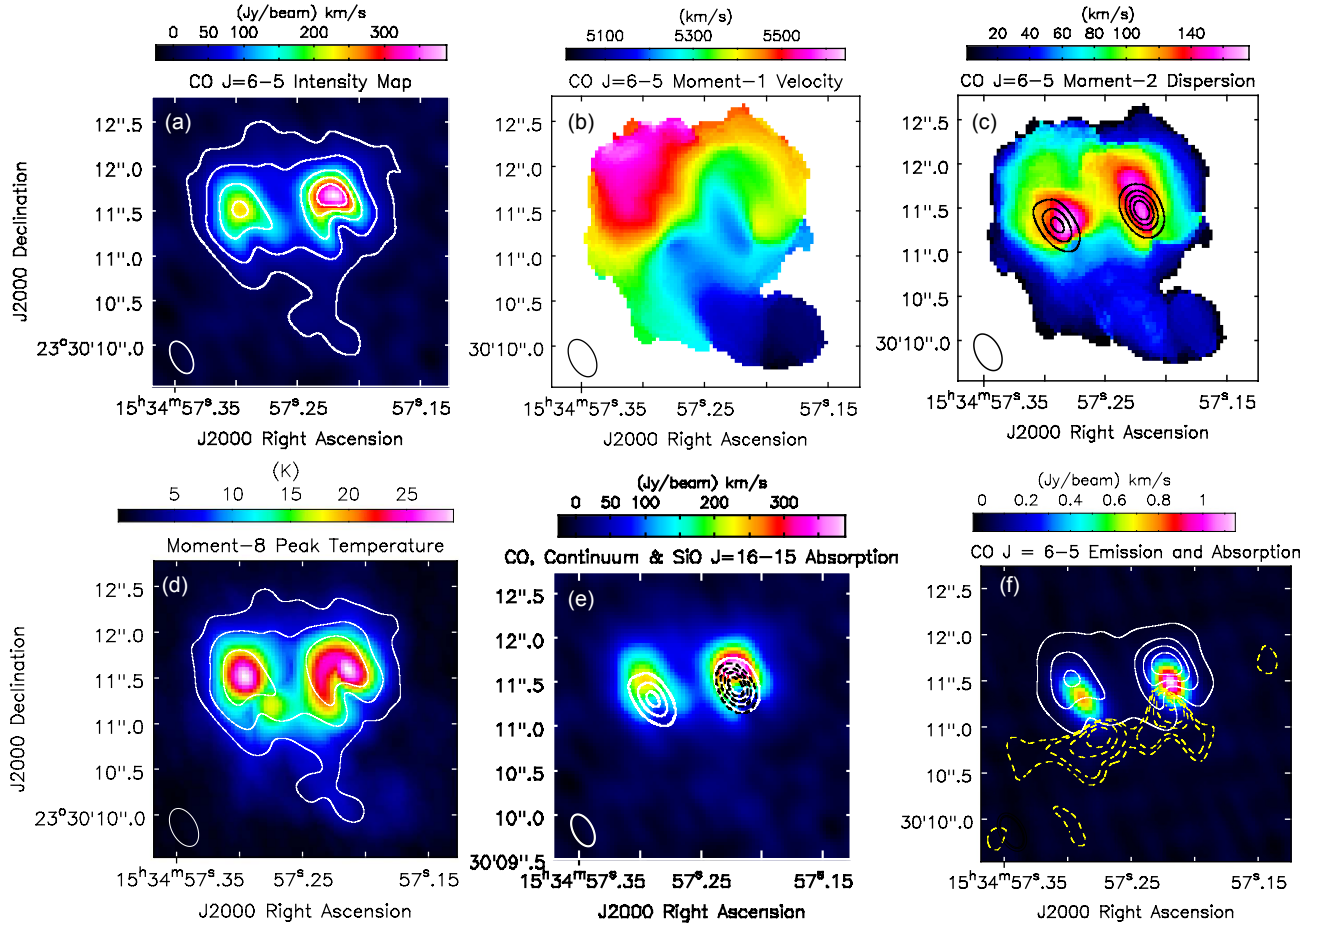 (Jy/beam) km/s
0 50 100 200 300
CO J=6-5 Intensity Map
(a)
12".5
12".0
11".5
11".0
10".5
23°30'10".0
J2000 Declination
15h34m57s.35 57s.25 57s.15
J2000 Right Ascension
(km/s)
5100 5300 5500
CO J=6-5 Moment-1 Velocity
(b)
12".5
12".0
11".5
11".0
10".5
30'10".0
15h34m57s.35 57s.25 57s.15
J2000 Right Ascension
(km/s)
20 40 60 80 100 140
CO J=6-5 Moment-2 Dispersion
(c)
12".5
12".0
11".5
11".0
10".5
30'10".0
15h34m57s.35 57s.25 57s.15
J2000 Right Ascension
(K)
5 10 15 20 25
Moment-8 Peak Temperature
(d)
12".5
12".0
11".5
11".0
10".5
23°30'10".0
J2000 Declination
15h34m57s.35 57s.25 57s.15
J2000 Right Ascension
(Jy/beam) km/s
0 50 100 200 300
CO, Continuum & SiO J=16-15 Absorption
(e)
12".5
12".0
11".5
11".0
10".5
10".0
30'09".5
15h34m57s.35 57s.25 57s.15
J2000 Right Ascension
(Jy/beam) km/s
0 0.2 0.4 0.6 0.8 1
CO J = 6-5 Emission and Absorption
(f)
12".5
12".0
11".5
11".0
10".5
30'10".0
15h34m57s.35 57s.25 57s.15
J2000 Right Ascension